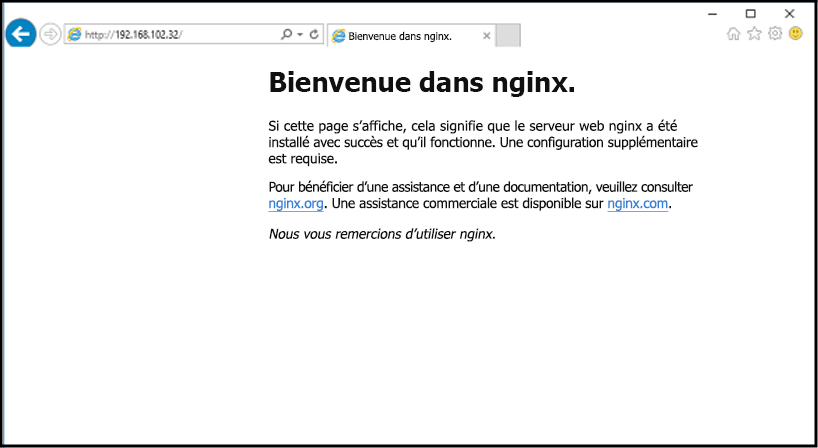 http://192.168.102.32/
Bienvenue dans nginx.
Bienvenue dans nginx.
Si cette page s’affiche, cela signifie que le serveur web nginx a été
installé avec succès et qu’il fonctionne. Une configuration supplémentaire
est requise.
Pour bénéficier d’une assistance et d’une documentation, veuillez consulter
nginx.org. Une assistance commerciale est disponible sur nginx.com.
Nous vous remercions d’utiliser nginx.